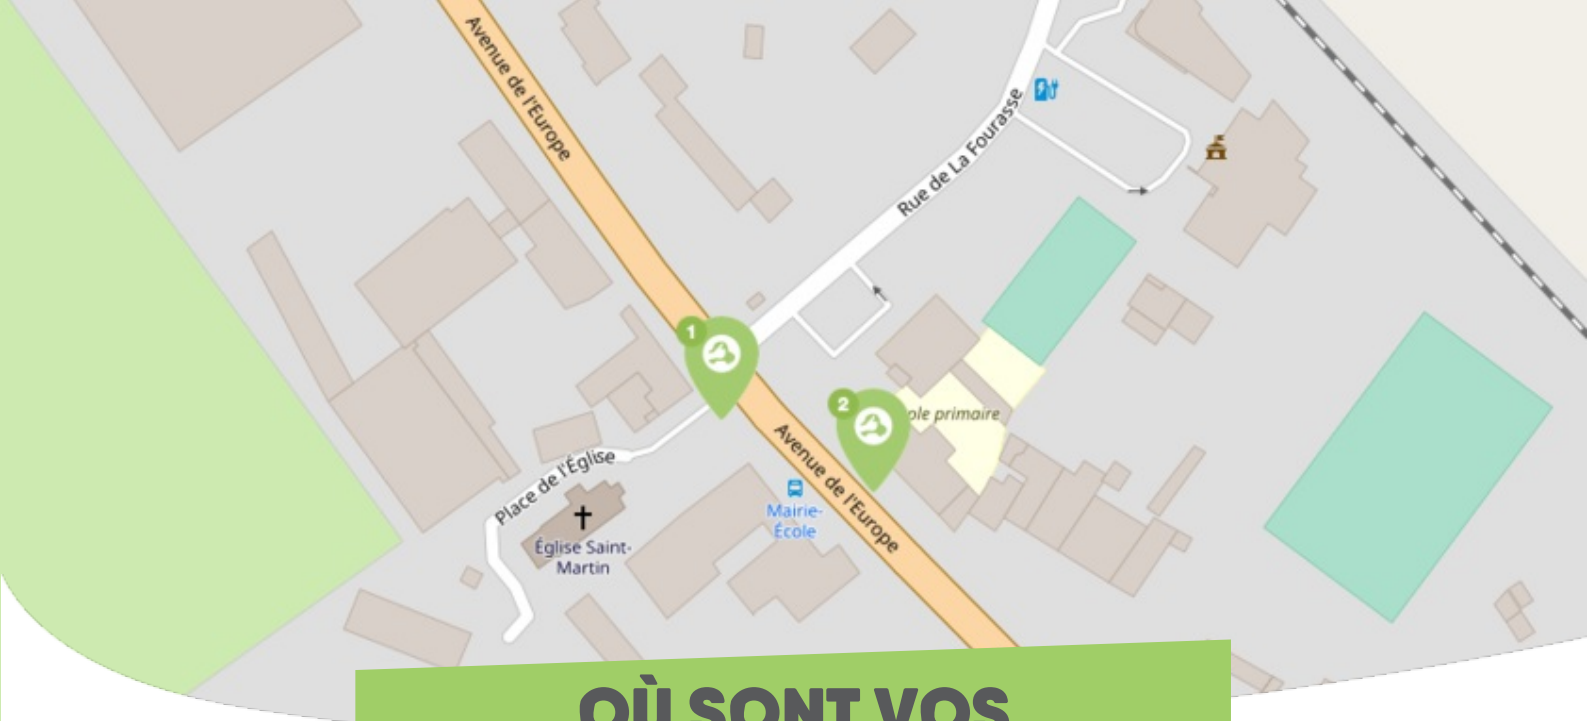 Avenue de l'Europe
Rue de La Fourasse
1
2
ole primaire
Avenue de l'Europe
Place de l'Église
Mairie-
École
Église Saint-
Martin
OÙ SONT VOS